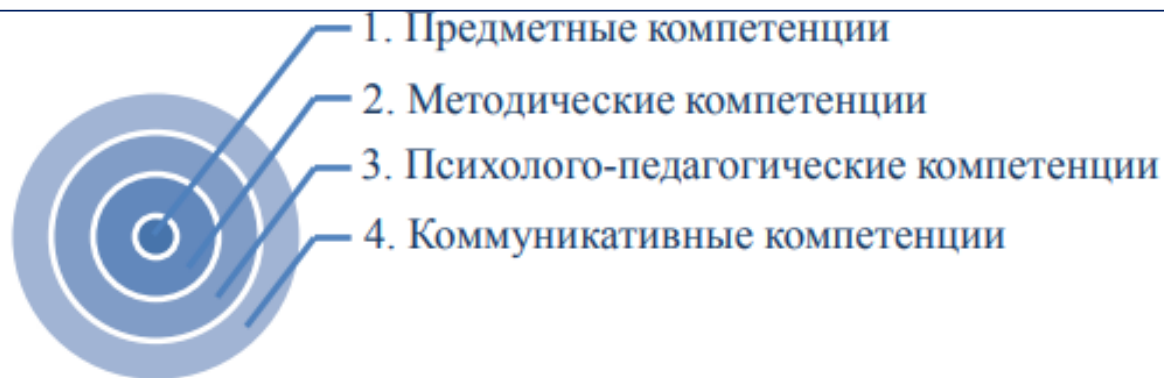 1. Предметные компетенции
2. Методические компетенции
3. Психолого-педагогические компетенции
4. Коммуникативные компетенции